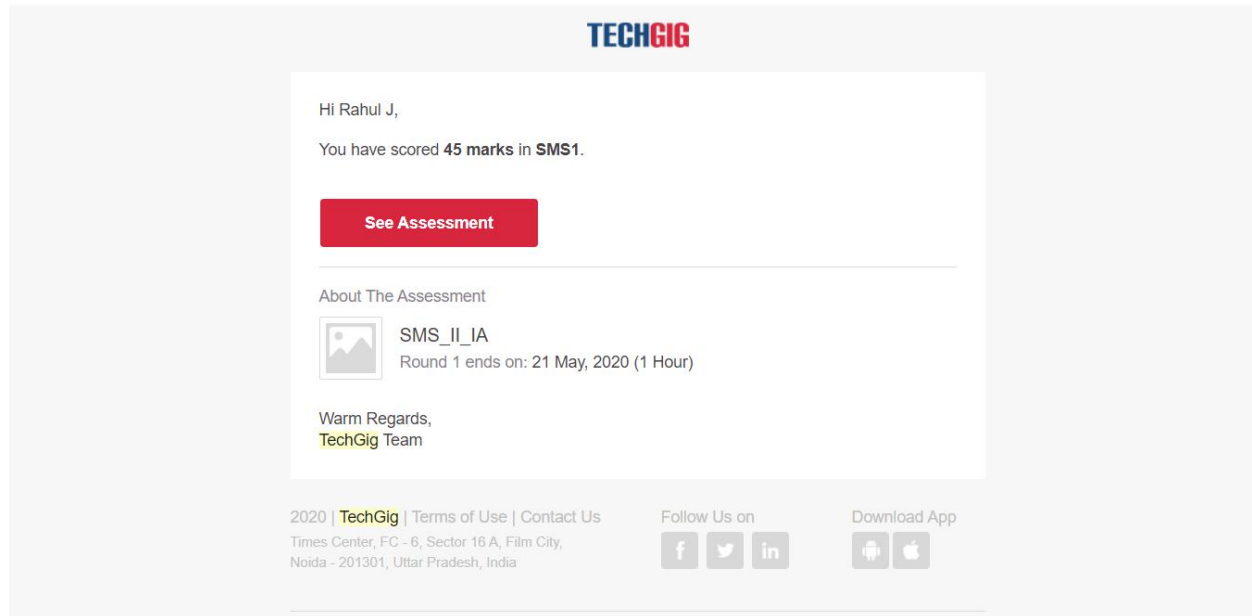 TECHGIG
Hi Rahul J,
You have scored 45 marks in SMS1.
See Assessment
About The Assessment
SMS_II_IA
Round 1 ends on: 21 May, 2020 (1 Hour)
Warm Regards,
TechGig Team
2020 | TechGig | Terms of Use | Contact Us
Times Center, FC - 6, Sector 16 A, Film City,
Noida - 201301, Uttar Pradesh, India
Follow Us on
f in
Download App